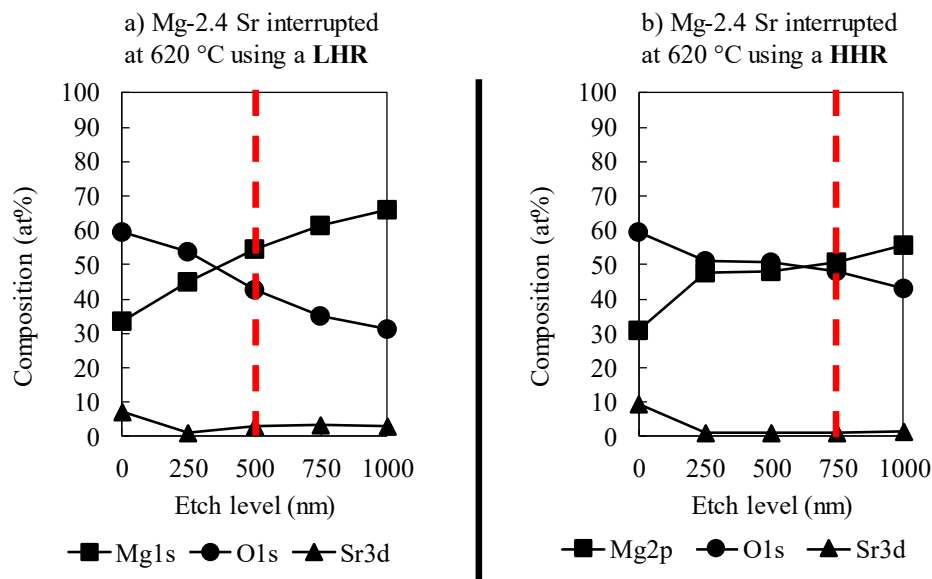 a) Mg-2.4 Sr interrupted
at 620 °C using a LHR
100
90
80
70
60
50
40
30
20
10
0
Composition (at%)
0 250 500 750 1000
Etch level (nm)
Mg1s O1s Sr3d
b) Mg-2.4 Sr interrupted
at 620 °C using a HHR
100
90
80
70
60
50
40
30
20
10
0
Composition (at%)
0 250 500 750 1000
Etch level (nm)
Mg2p O1s Sr3d